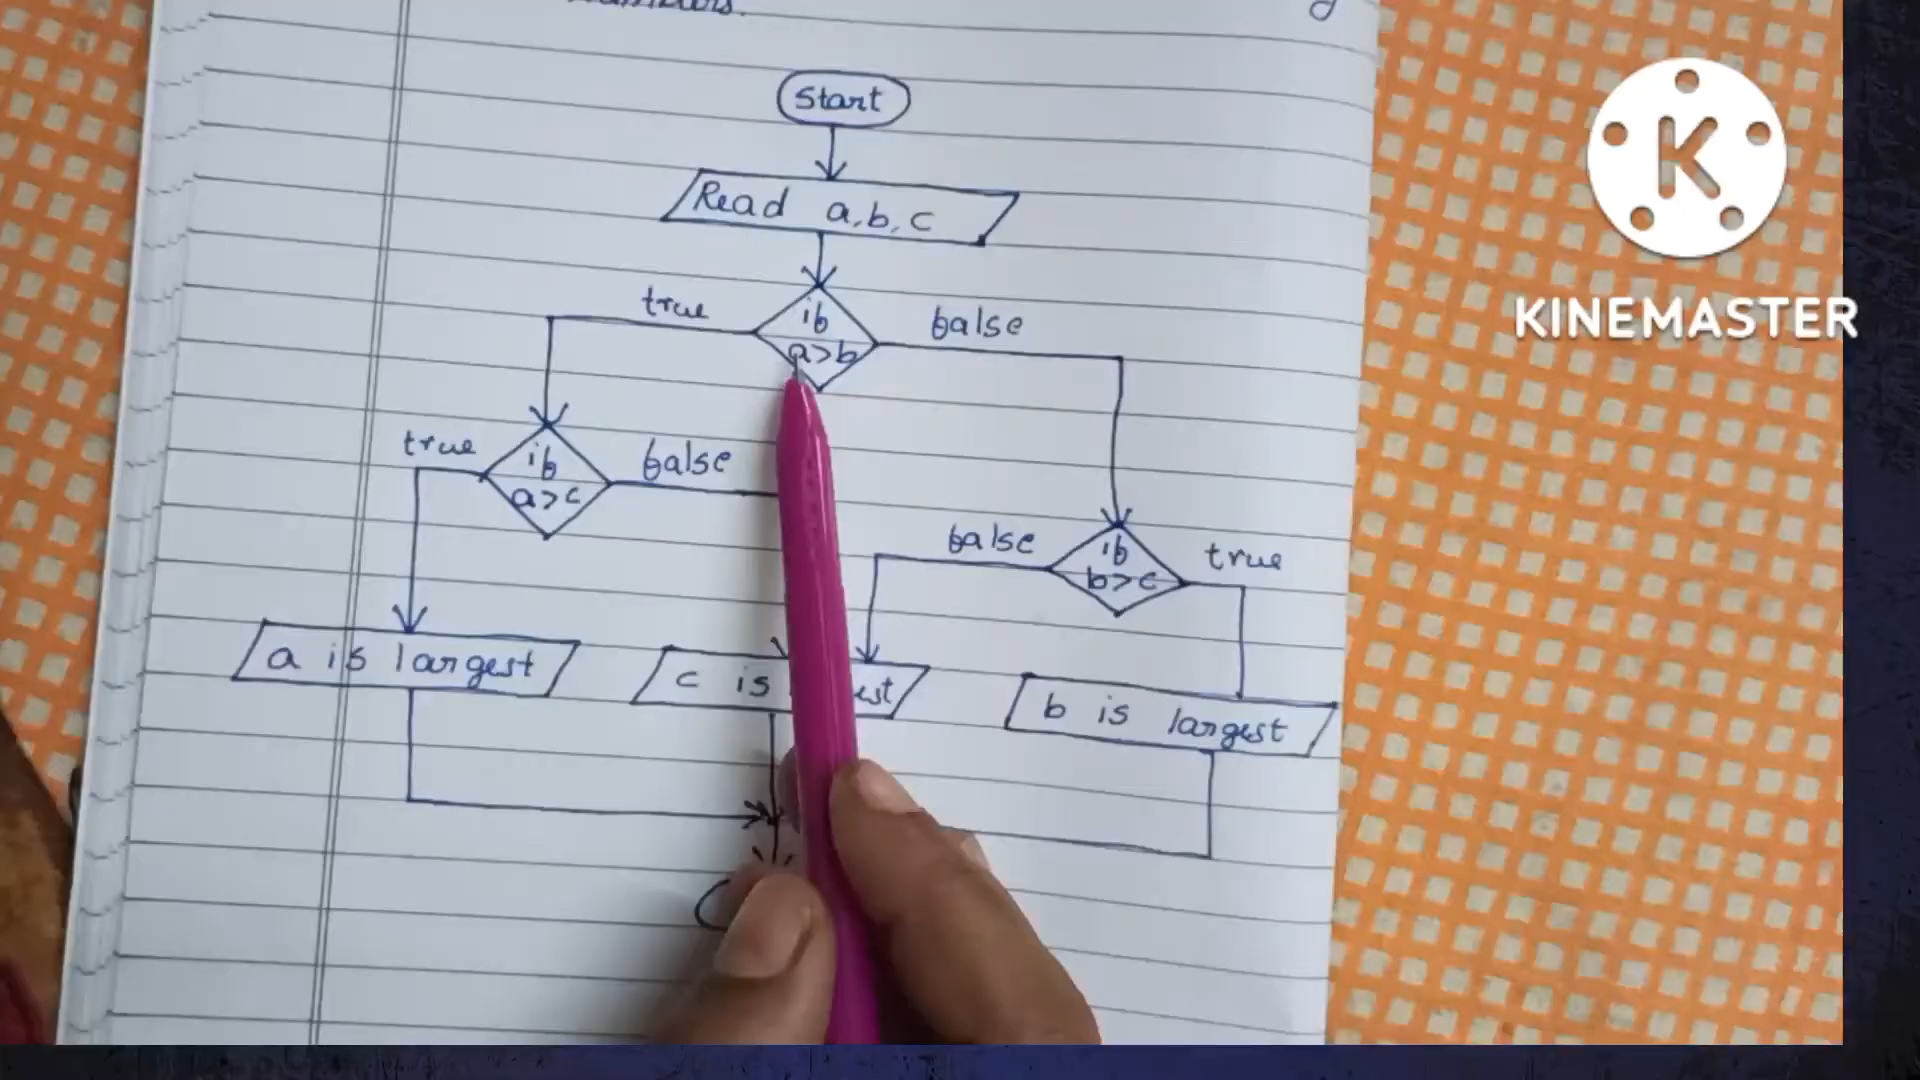 Start
Read a, b, c
true
if
a>b
false
true
if
a>c
false
false
if
b>c
true
a is largest
c is
b is largest
K
KINEMASTER